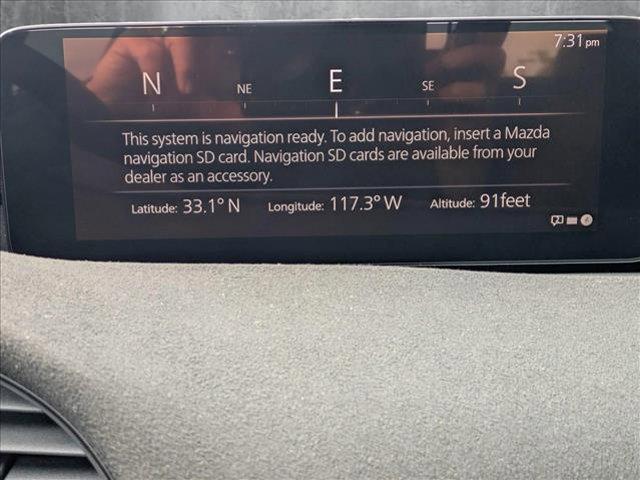 7:31 pm
N NE E SE S
This system is navigation ready. To add navigation, insert a Mazda
navigation SD card. Navigation SD cards are available from your
dealer as an accessory.
Latitude: 33.1° N Longitude: 117.3° W Altitude: 91feet